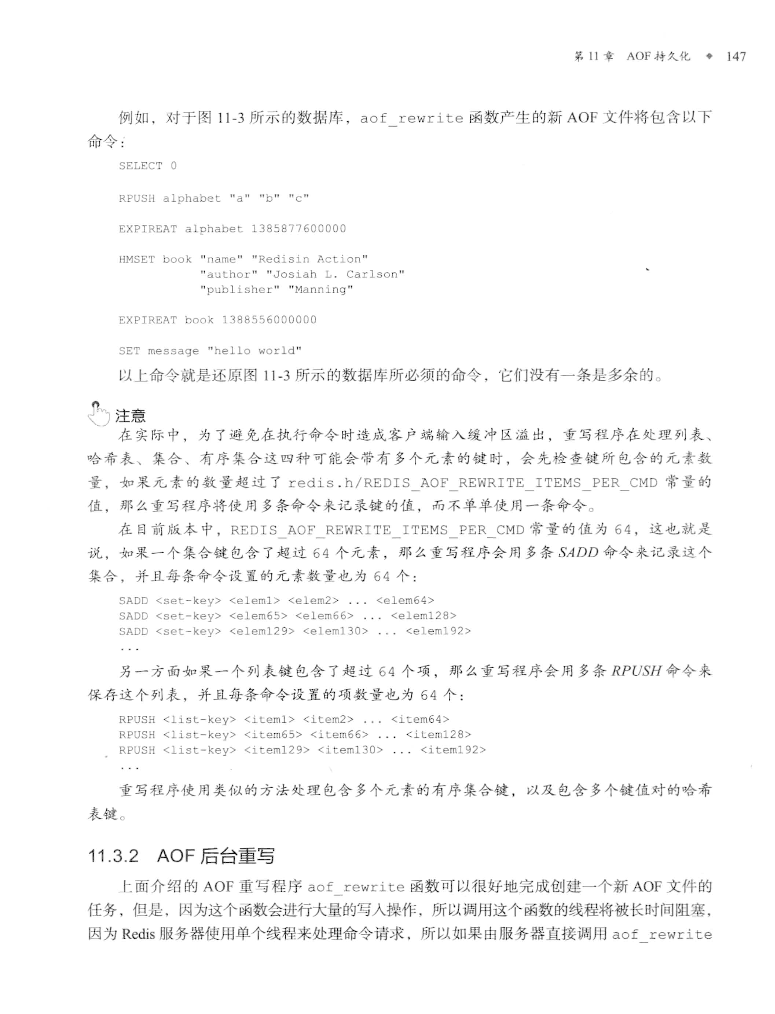 第 11 章 AOF 持久化 ◆ 147
例如，对于图 11-3 所示的数据库，aof_rewrite 函数产生的新 AOF 文件将包含以下
命令：
SELECT 0
RPUSH alphabet "a" "b" "c"
EXPIREAT alphabet 1385877600000
HMSET book "name" "Redisin Action"
"author" "Josiah L. Carlson"
"publisher" "Manning"
EXPIREAT book 1388556000000
SET message "hello world"
以上命令就是还原图 11-3 所示的数据库所必须的命令，它们没有一条是多余的。
注意
在实际中，为了避免在执行命令时造成客户端输入缓冲区溢出，重写程序在处理列表、
哈希表、集合、有序集合这四种可能会带有多个元素的键时，会先检查键所包含的元素数
量，如果元素的数量超过了 redis.h/REDIS_AOF_REWRITE_ITEMS_PER_CMD 常量的
值，那么重写程序将使用多条命令来记录键的值，而不单单使用一条命令。
在目前版本中，REDIS_AOF_REWRITE_ITEMS_PER_CMD 常量的值为 64，这也就是
说，如果一个集合键包含了超过 64 个元素，那么重写程序会用多条 SADD 命令来记录这个
集合，并且每条命令设置的元素数量也为 64 个：
SADD <set-key> <elem1> <elem2> ... <elem64>
SADD <set-key> <elem65> <elem66> ... <elem128>
SADD <set-key> <elem129> <elem130> ... <elem192>
...
另一方面如果一个列表键包含了超过 64 个项，那么重写程序会用多条 RPUSH 命令来
保存这个列表，并且每条命令设置的项数量也为 64 个：
RPUSH <list-key> <item1> <item2> ... <item64>
RPUSH <list-key> <item65> <item66> ... <item128>
RPUSH <list-key> <item129> <item130> ... <item192>
...
重写程序使用类似的方法处理包含多个元素的有序集合键，以及包含多个键值对的哈希
表键。
11.3.2 AOF 后台重写
上面介绍的 AOF 重写程序 aof_rewrite 函数可以很好地完成创建一个新 AOF 文件的
任务，但是，因为这个函数会进行大量的写入操作，所以调用这个函数的线程将被长时间阻塞，
因为 Redis 服务器使用单个线程来处理命令请求，所以如果由服务器直接调用 aof_rewrite